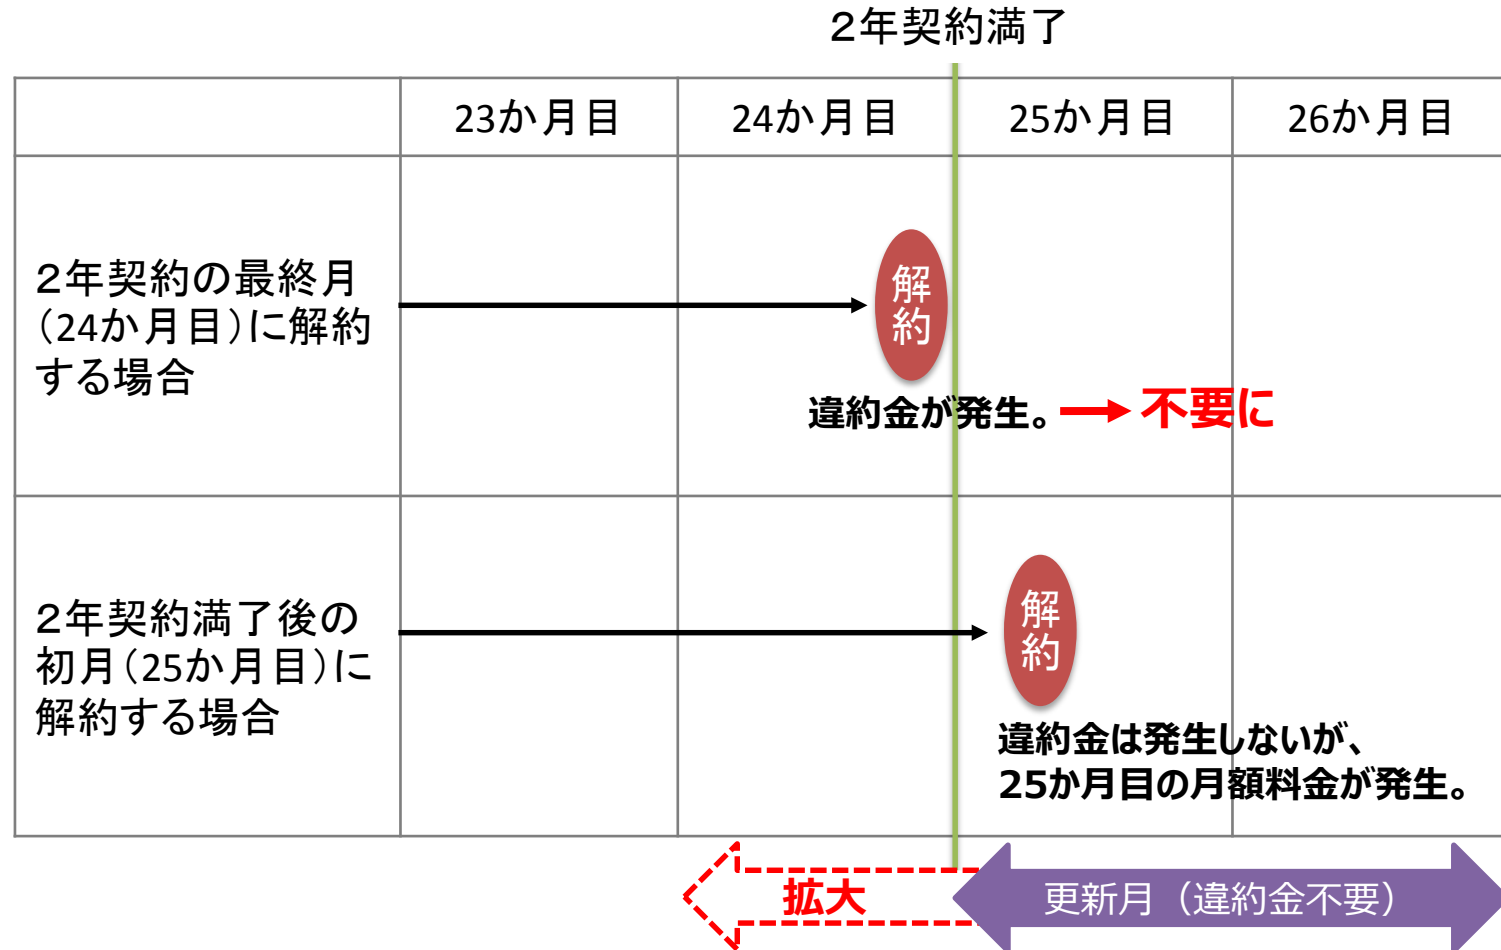 ２年契約満了
23か月目
24か月目
25か月目
26か月目
２年契約の最終月
（24か月目）に解約
する場合
解約
違約金が発生。
不要に
２年契約満了後の
初月（25か月目）に
解約する場合
解約
違約金は発生しないが、
25か月目の月額料金が発生。
拡大
更新月（違約金不要）